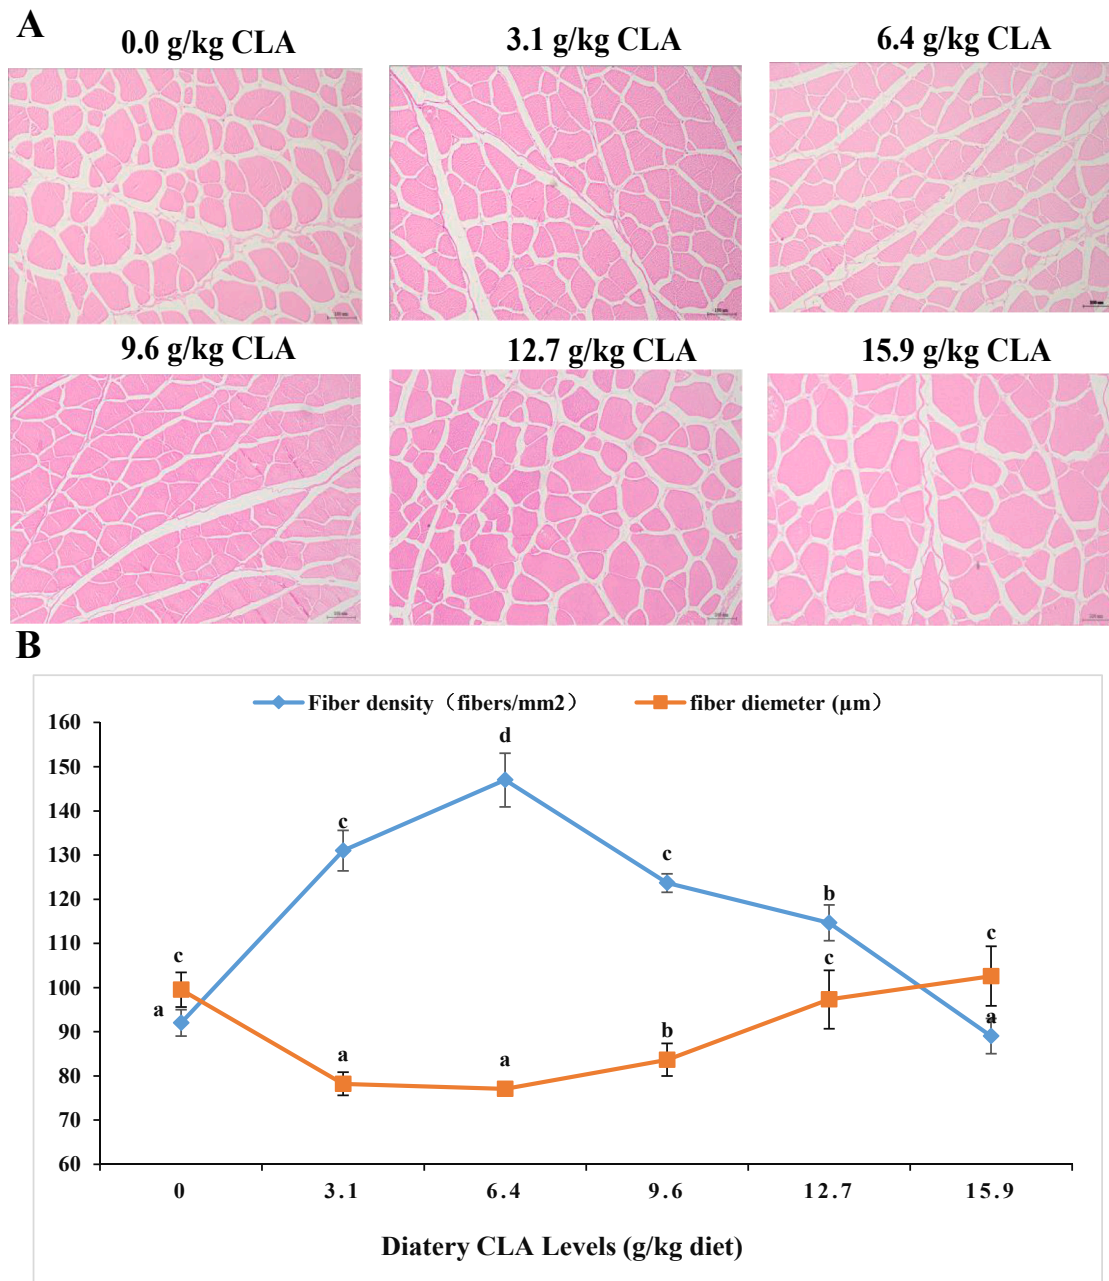 A
0.0 g/kg CLA
3.1 g/kg CLA
6.4 g/kg CLA
9.6 g/kg CLA
12.7 g/kg CLA
15.9 g/kg CLA
B
Fiber density（fibers/mm2）
fiber diemeter (µm）
160
150
140
130
120
110
100
90
80
70
60
a
c
d
c
b
a
c
a
a
b
c
c
0
3.1
6.4
9.6
12.7
15.9
Diatery CLA Levels (g/kg diet)